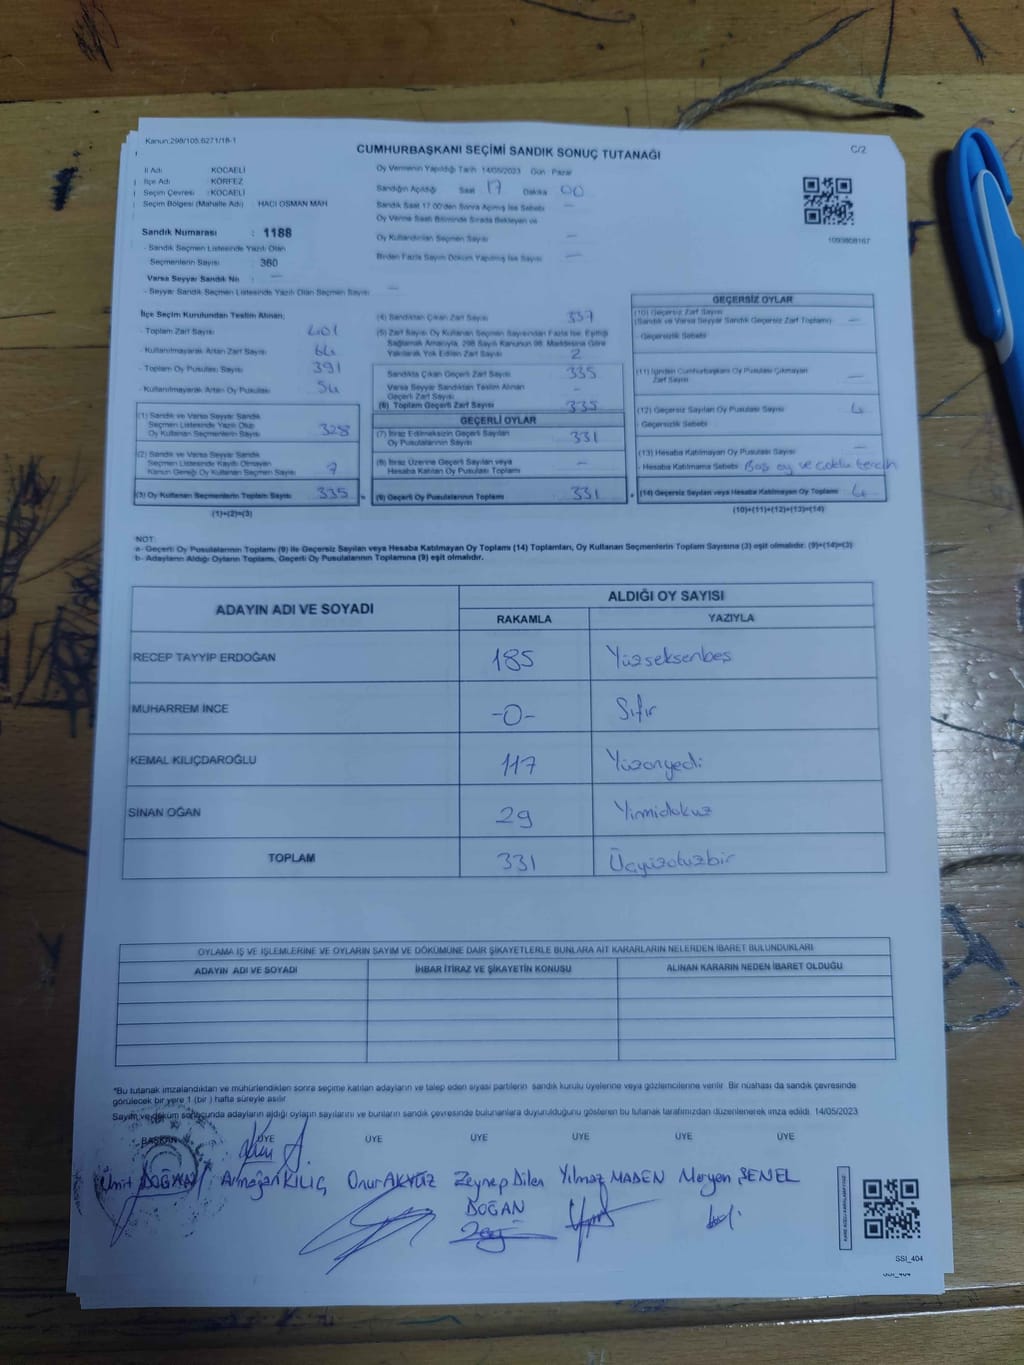 Kanun:298/105.6271/18-1
CUMHURBAŞKANI SEÇİMİ SANDIK SONUÇ TUTANAĞI
C/2
İl Adı : KOCAELİ
İlçe Adı : KÖRFEZ
Seçim Çevresi : KOCAELİ
Seçim Bölgesi (Mahalle Adı) : HACI OSMAN MAH
Sandık Numarası : 1188
- Sandık Seçmen Listesinde Yazılı Olan
Seçmenlerin Sayısı : 360
Varsa Seyyar Sandık No : —
- Seyyar Sandık Seçmen Listesinde Yazılı Olan Seçmen Sayısı —
Oy Vermenin Yapıldığı Tarih 14/05/2023 Gün : Pazar
Sandığın Açıldığı Saat 17 Dakika 00
Sandık Saat 17.00'den Sonra Açılmış İse Sebebi —
Oy Verme Saati Bitiminde Sırada Bekleyen ve
Oy Kullandırılan Seçmen Sayısı —
Birden Fazla Sayım Döküm Yapılmış İse Sayısı —
1093808167
İlçe Seçim Kurulundan Teslim Alınan;
- Toplam Zarf Sayısı 401
- Kullanılmayarak Artan Zarf Sayısı 64
- Toplam Oy Pusulası Sayısı 391
- Kullanılmayarak Artan Oy Pusulası 54
(1) Sandık ve Varsa Seyyar Sandık
Seçmen Listesinde Yazılı Olup
Oy Kullanan Seçmenlerin Sayısı 328
(2) Sandık ve Varsa Seyyar Sandık
Seçmen Listesinde Kayıtlı Olmayan
Kanun Gereği Oy Kullanan Seçmen Sayısı 7
(3) Oy Kullanan Seçmenlerin Toplam Sayısı 335
(1)+(2)=(3)
(4) Sandıktan Çıkan Zarf Sayısı 337
(5) Zarf Sayısı Oy Kullanan Seçmen Sayısından Fazla İse, Eşitliği
Sağlamak Amacıyla, 298 Sayılı Kanunun 98. Maddesine Göre
Yakılarak Yok Edilen Zarf Sayısı 2
Sandıkta Çıkan Geçerli Zarf Sayısı 335
Varsa Seyyar Sandıktan Teslim Alınan
Geçerli Zarf Sayısı -
(6) Toplam Geçerli Zarf Sayısı 335
GEÇERLİ OYLAR
(7) İtiraz Edilmeksizin Geçerli Sayılan
Oy Pusulalarının Sayısı 331
(8) İtiraz Üzerine Geçerli Sayılan veya
Hesaba Katılan Oy Pusulası Toplamı —
(9) Geçerli Oy Pusulalarının Toplamı 331
GEÇERSİZ OYLAR
(10) Geçersiz Zarf Sayısı
(Sandık ve Varsa Seyyar Sandık Geçersiz Zarf Toplamı) —
- Geçersizlik Sebebi
(11) İçinden Cumhurbaşkanı Oy Pusulası Çıkmayan
Zarf Sayısı —
(12) Geçersiz Sayılan Oy Pusulası Sayısı 4
- Geçersizlik Sebebi
(13) Hesaba Katılmayan Oy Pusulası Sayısı —
- Hesaba Katılmama Sebebi Boş oy ve çoklu tercih
(14) Geçersiz Sayılan veya Hesaba Katılmayan Oy Toplamı 4
(10)+(11)+(12)+(13)=(14)
NOT:
a- Geçerli Oy Pusulalarının Toplamı (9) ile Geçersiz Sayılan veya Hesaba Katılmayan Oy Toplamı (14) Toplamları, Oy Kullanan Seçmenlerin Toplam Sayısına (3) eşit olmalıdır. (9)+(14)=(3)
b- Adayların Aldığı Oyların Toplamı, Geçerli Oy Pusulalarının Toplamına (9) eşit olmalıdır.
ADAYIN ADI VE SOYADI
ALDIĞI OY SAYISI
RAKAMLA YAZIYLA
RECEP TAYYİP ERDOĞAN 185 Yüzseksenbeş
MUHARREM İNCE -0- Sıfır
KEMAL KILIÇDAROĞLU 117 Yüzonyedi
SİNAN OĞAN 29 Yirmidokuz
TOPLAM 331 Üçyüzotuzbir
OYLAMA İŞ VE İŞLEMLERİNE VE OYLARIN SAYIM VE DÖKÜMÜNE DAİR ŞİKAYETLERLE BUNLARA AİT KARARLARIN NELERDEN İBARET BULUNDUKLARI
ADAYIN ADI VE SOYADI İHBAR İTİRAZ VE ŞİKAYETİN KONUSU ALINAN KARARIN NEDEN İBARET OLDUĞU
*Bu tutanak imzalandıktan ve mühürlendikten sonra seçime katılan adayların ve talep eden siyasi partilerin sandık kurulu üyelerine veya gözlemcilerine verilir. Bir nüshası da sandık çevresinde
görülecek bir yere 1 (bir) hafta süreyle asılır.
Sayım ve döküm sonucunda adayların aldığı oyların sayılarını ve bunların sandık çevresinde bulunanlara duyurulduğunu gösteren bu tutanak tarafımızdan düzenlenerek imza edildi. 14/05/2023
BAŞKAN ÜYE ÜYE ÜYE ÜYE ÜYE ÜYE
Ümit DOĞAN Armağan KILIÇ Onur AKYÜZ Zeynep Dilen Yılmaz MADEN Meryem ŞENEL
DOĞAN
SSI_404
SSI_404